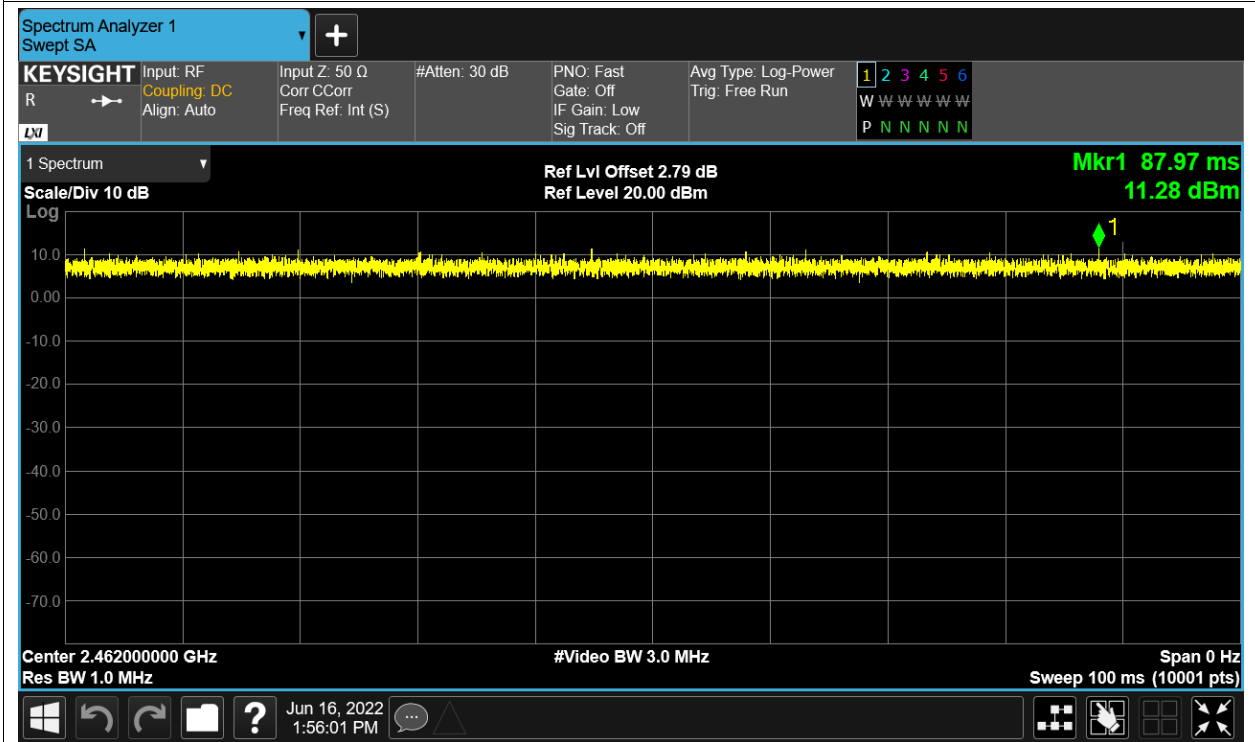 Spectrum Analyzer 1
Swept SA
KEYSIGHT
R
LXI
Input: RF
Coupling: DC
Align: Auto
Input Z: 50 Ω
Corr CCorr
Freq Ref: Int (S)
#Atten: 30 dB
PNO: Fast
Gate: Off
IF Gain: Low
Sig Track: Off
Avg Type: Log-Power
Trig: Free Run
1 2 3 4 5 6
W W W W W W
P N N N N N
1 Spectrum
Scale/Div 10 dB
Ref Lvl Offset 2.79 dB
Ref Level 20.00 dBm
Mkr1 87.97 ms
11.28 dBm
Log
1
10.0
0.00
-10.0
-20.0
-30.0
-40.0
-50.0
-60.0
-70.0
Center 2.462000000 GHz
Res BW 1.0 MHz
#Video BW 3.0 MHz
Span 0 Hz
Sweep 100 ms (10001 pts)
?
Jun 16, 2022
1:56:01 PM